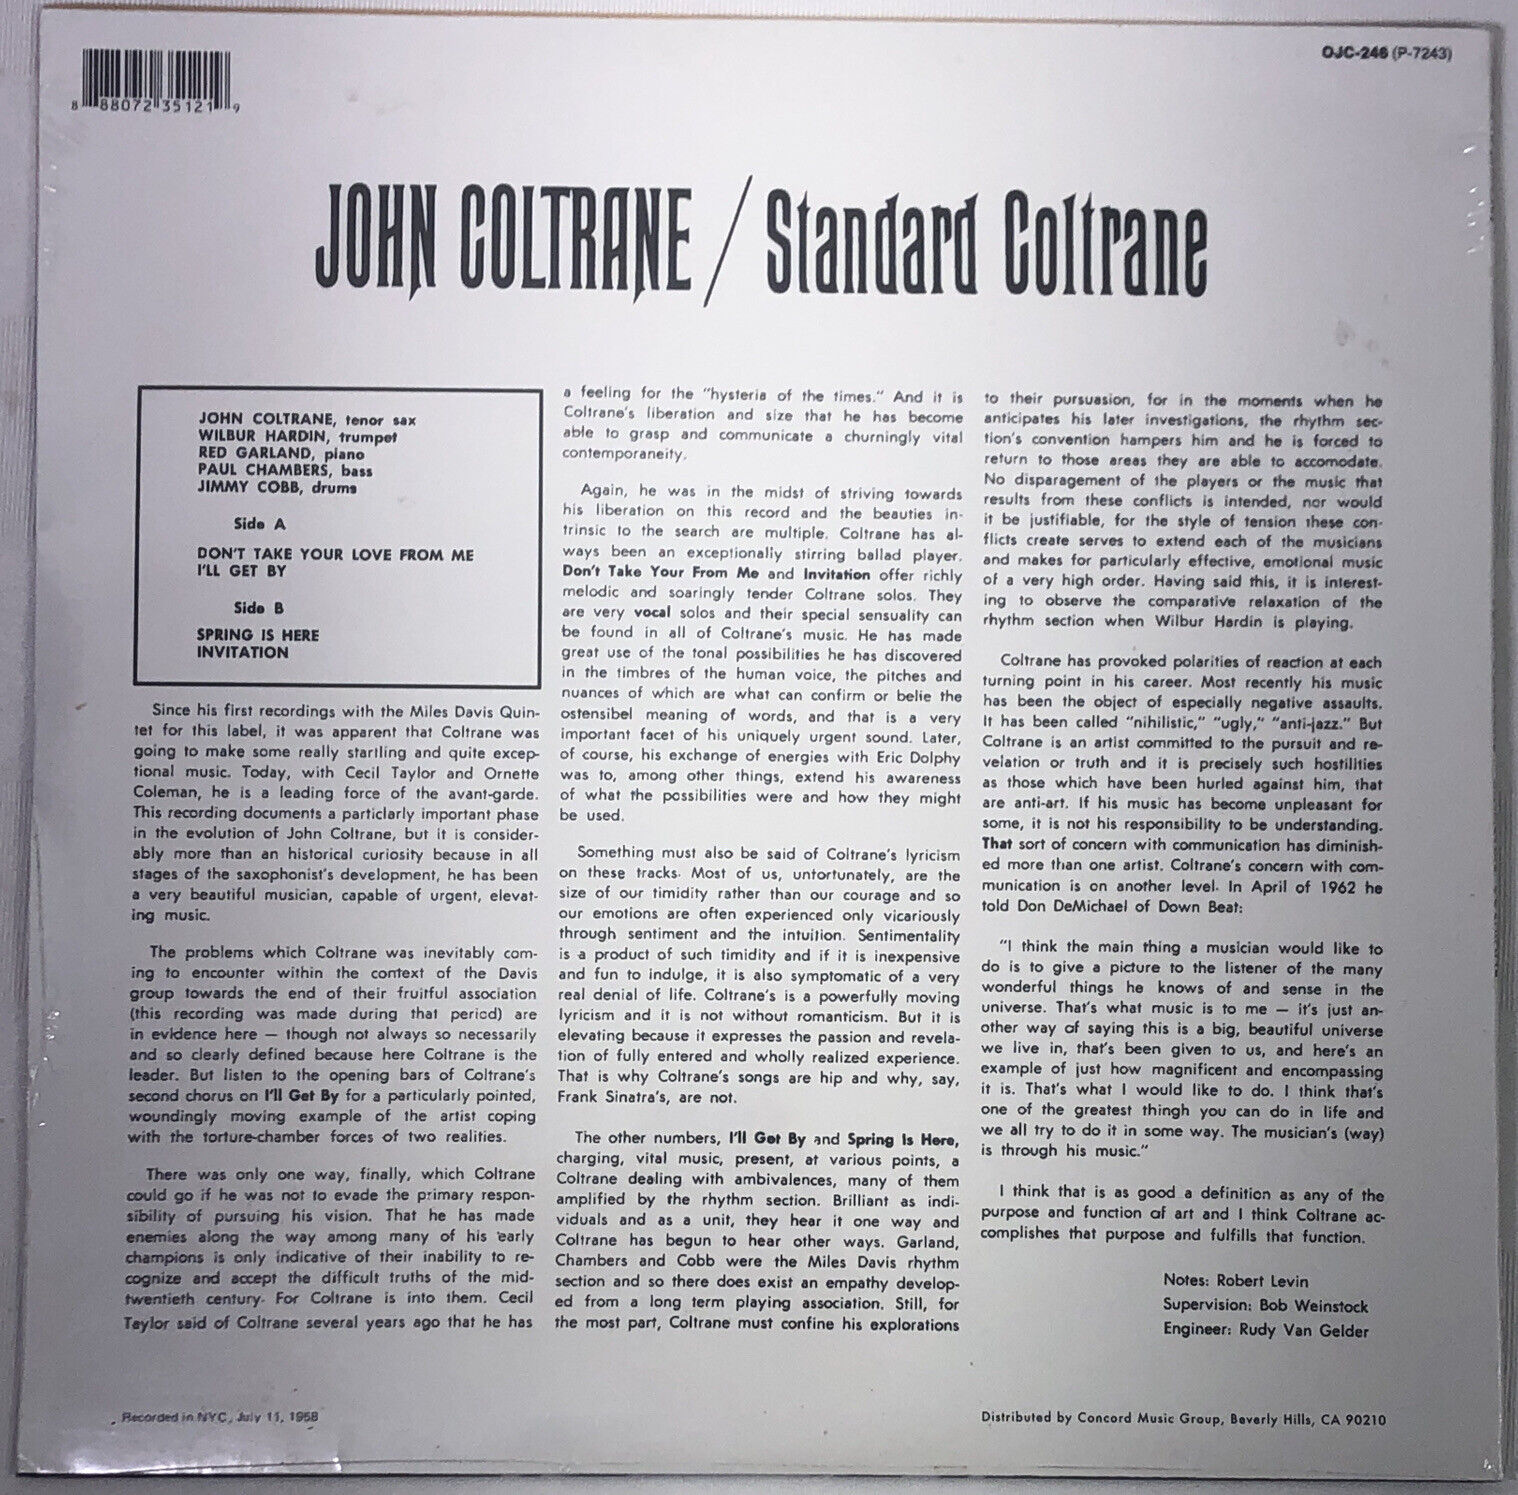 8 88072 35121 9
OJC-246 (P-7243)
JOHN COLTRANE / Standard Coltrane
JOHN COLTRANE, tenor sax
WILBUR HARDIN, trumpet
RED GARLAND, piano
PAUL CHAMBERS, bass
JIMMY COBB, drums
Side A
DON'T TAKE YOUR LOVE FROM ME
I'LL GET BY
Side B
SPRING IS HERE
INVITATION
Since his first recordings with the Miles Davis Quin-
tet for this label, it was apparent that Coltrane was
going to make some really startling and quite excep-
tional music. Today, with Cecil Taylor and Ornette
Coleman, he is a leading force of the avant-garde.
This recording documents a particlarly important phase
in the evolution of John Coltrane, but it is consider-
ably more than an historical curiosity because in all
stages of the saxophonist's development, he has been
a very beautiful musician, capable of urgent, elevat-
ing music.
The problems which Coltrane was inevitably com-
ing to encounter within the context of the Davis
group towards the end of their fruitful association
(this recording was made during that period) are
in evidence here — though not always so necessarily
and so clearly defined because here Coltrane is the
leader. But listen to the opening bars of Coltrane's
second chorus on I'll Get By for a particularly pointed,
woundingly moving example of the artist coping
with the torture-chamber forces of two realities.
There was only one way, finally, which Coltrane
could go if he was not to evade the primary respon-
sibility of pursuing his vision. That he has made
enemies along the way among many of his early
champions is only indicative of their inability to re-
cognize and accept the difficult truths of the mid-
twentieth century. For Coltrane is into them. Cecil
Taylor said of Coltrane several years ago that he has
a feeling for the "hysteria of the times." And it is
Coltrane's liberation and size that he has become
able to grasp and communicate a churningly vital
contemporaneity.
Again, he was in the midst of striving towards
his liberation on this record and the beauties in-
trinsic to the search are multiple. Coltrane has al-
ways been an exceptionally stirring ballad player.
Don't Take Your From Me and Invitation offer richly
melodic and soaringly tender Coltrane solos. They
are very vocal solos and their special sensuality can
be found in all of Coltrane's music. He has made
great use of the tonal possibilities he has discovered
in the timbres of the human voice, the pitches and
nuances of which are what can confirm or belie the
ostensibel meaning of words, and that is a very
important facet of his uniquely urgent sound. Later,
of course, his exchange of energies with Eric Dolphy
was to, among other things, extend his awareness
of what the possibilities were and how they might
be used.
Something must also be said of Coltrane's lyricism
on these tracks. Most of us, unfortunately, are the
size of our timidity rather than our courage and so
our emotions are often experienced only vicariously
through sentiment and the intuition. Sentimentality
is a product of such timidity and if it is inexpensive
and fun to indulge, it is also symptomatic of a very
real denial of life. Coltrane's is a powerfully moving
lyricism and it is not without romanticism. But it is
elevating because it expresses the passion and revela-
tion of fully entered and wholly realized experience.
That is why Coltrane's songs are hip and why, say,
Frank Sinatra's, are not.
The other numbers, I'll Get By and Spring Is Here,
charging, vital music, present, at various points, a
Coltrane dealing with ambivalences, many of them
amplified by the rhythm section. Brilliant as indi-
viduals and as a unit, they hear it one way and
Coltrane has begun to hear other ways. Garland,
Chambers and Cobb were the Miles Davis rhythm
section and so there does exist an empathy develop-
ed from a long term playing association. Still, for
the most part, Coltrane must confine his explorations
to their pursuasion, for in the moments when he
anticipates his later investigations, the rhythm sec-
tion's convention hampers him and he is forced to
return to those areas they are able to accomodate.
No disparagement of the players or the music that
results from these conflicts is intended, nor would
it be justifiable, for the style of tension these con-
flicts create serves to extend each of the musicians
and makes for particularly effective, emotional music
of a very high order. Having said this, it is interest-
ing to observe the comparative relaxation of the
rhythm section when Wilbur Hardin is playing.
Coltrane has provoked polarities of reaction at each
turning point in his career. Most recently his music
has been the object of especially negative assaults.
It has been called "nihilistic," "ugly," "anti-jazz." But
Coltrane is an artist committed to the pursuit and re-
velation or truth and it is precisely such hostilities
as those which have been hurled against him, that
are anti-art. If his music has become unpleasant for
some, it is not his responsibility to be understanding.
That sort of concern with communication has diminish-
ed more than one artist. Coltrane's concern with com-
munication is on another level. In April of 1962 he
told Don DeMichael of Down Beat:
"I think the main thing a musician would like to
do is to give a picture to the listener of the many
wonderful things he knows of and sense in the
universe. That's what music is to me — it's just an-
other way of saying this is a big, beautiful universe
we live in, that's been given to us, and here's an
example of just how magnificent and encompassing
it is. That's what I would like to do. I think that's
one of the greatest thingh you can do in life and
we all try to do it in some way. The musician's (way)
is through his music."
I think that is as good a definition as any of the
purpose and function of art and I think Coltrane ac-
complishes that purpose and fulfills that function.
Notes: Robert Levin
Supervision: Bob Weinstock
Engineer: Rudy Van Gelder
Recorded in NYC, July 11, 1958
Distributed by Concord Music Group, Beverly Hills, CA 90210